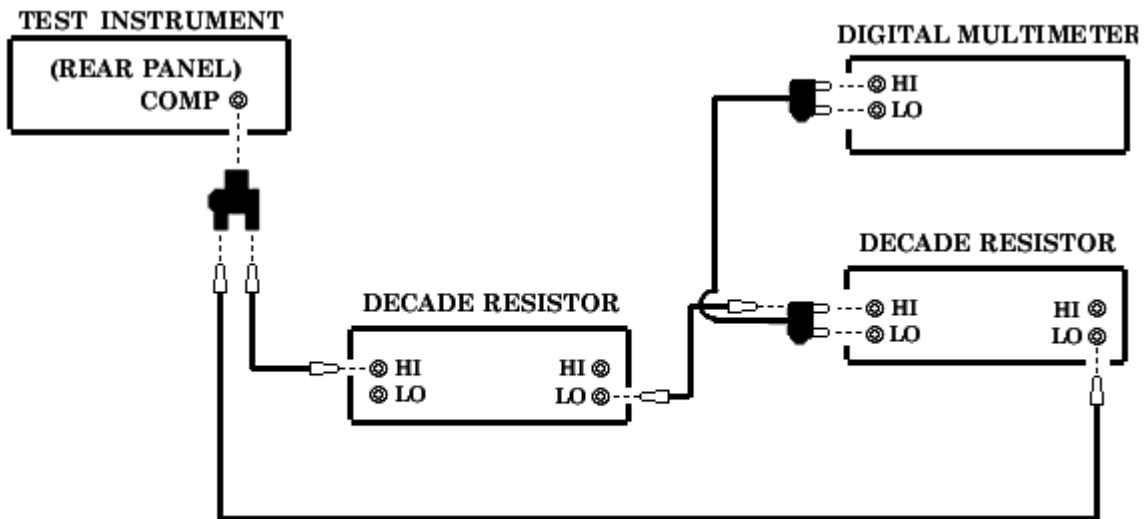 TEST INSTRUMENT
(REAR PANEL)
COMP
DIGITAL MULTIMETER
HI
LO
DECADE RESISTOR
HI
LO
HI
LO
DECADE RESISTOR
HI
LO
HI
LO